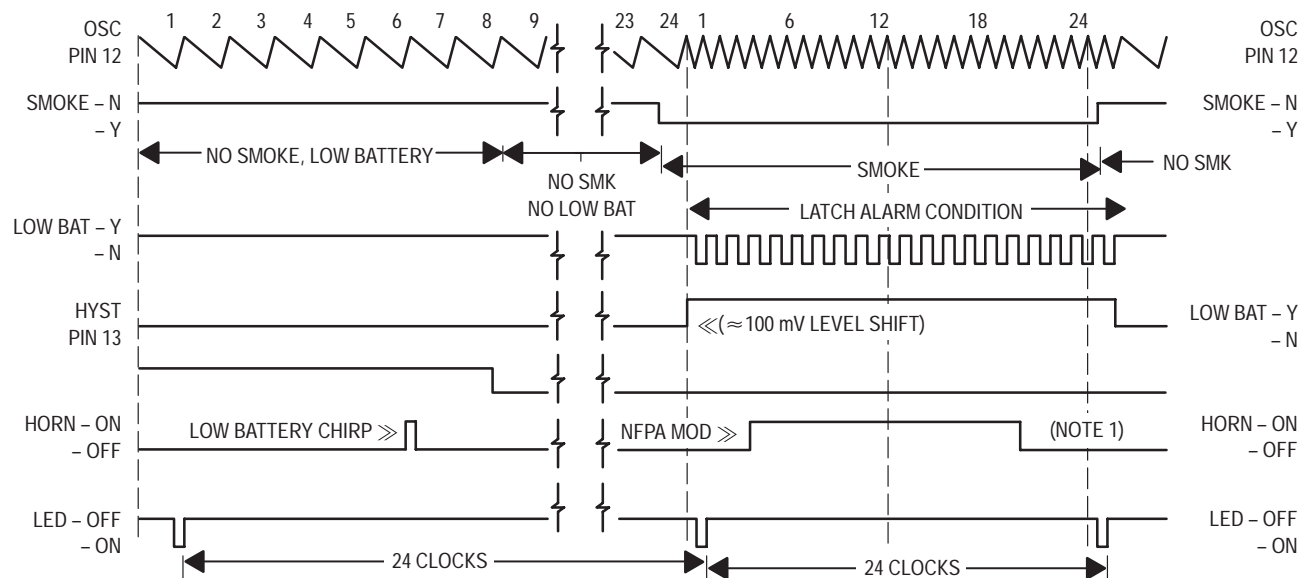 OSC
PIN 12
1 2 3 4 5 6 7 8 9 23 24 1 6 12 18 24
OSC
PIN 12
SMOKE – N
– Y
SMOKE – N
– Y
NO SMOKE, LOW BATTERY
NO SMK
NO LOW BAT
SMOKE
NO SMK
LATCH ALARM CONDITION
LOW BAT – Y
– N
HYST
PIN 13
≪(≈100 mV LEVEL SHIFT)
LOW BAT – Y
– N
HORN – ON
– OFF
LOW BATTERY CHIRP ≫
NFPA MOD ≫
(NOTE 1)
HORN – ON
– OFF
LED – OFF
– ON
24 CLOCKS
24 CLOCKS
LED – OFF
– ON